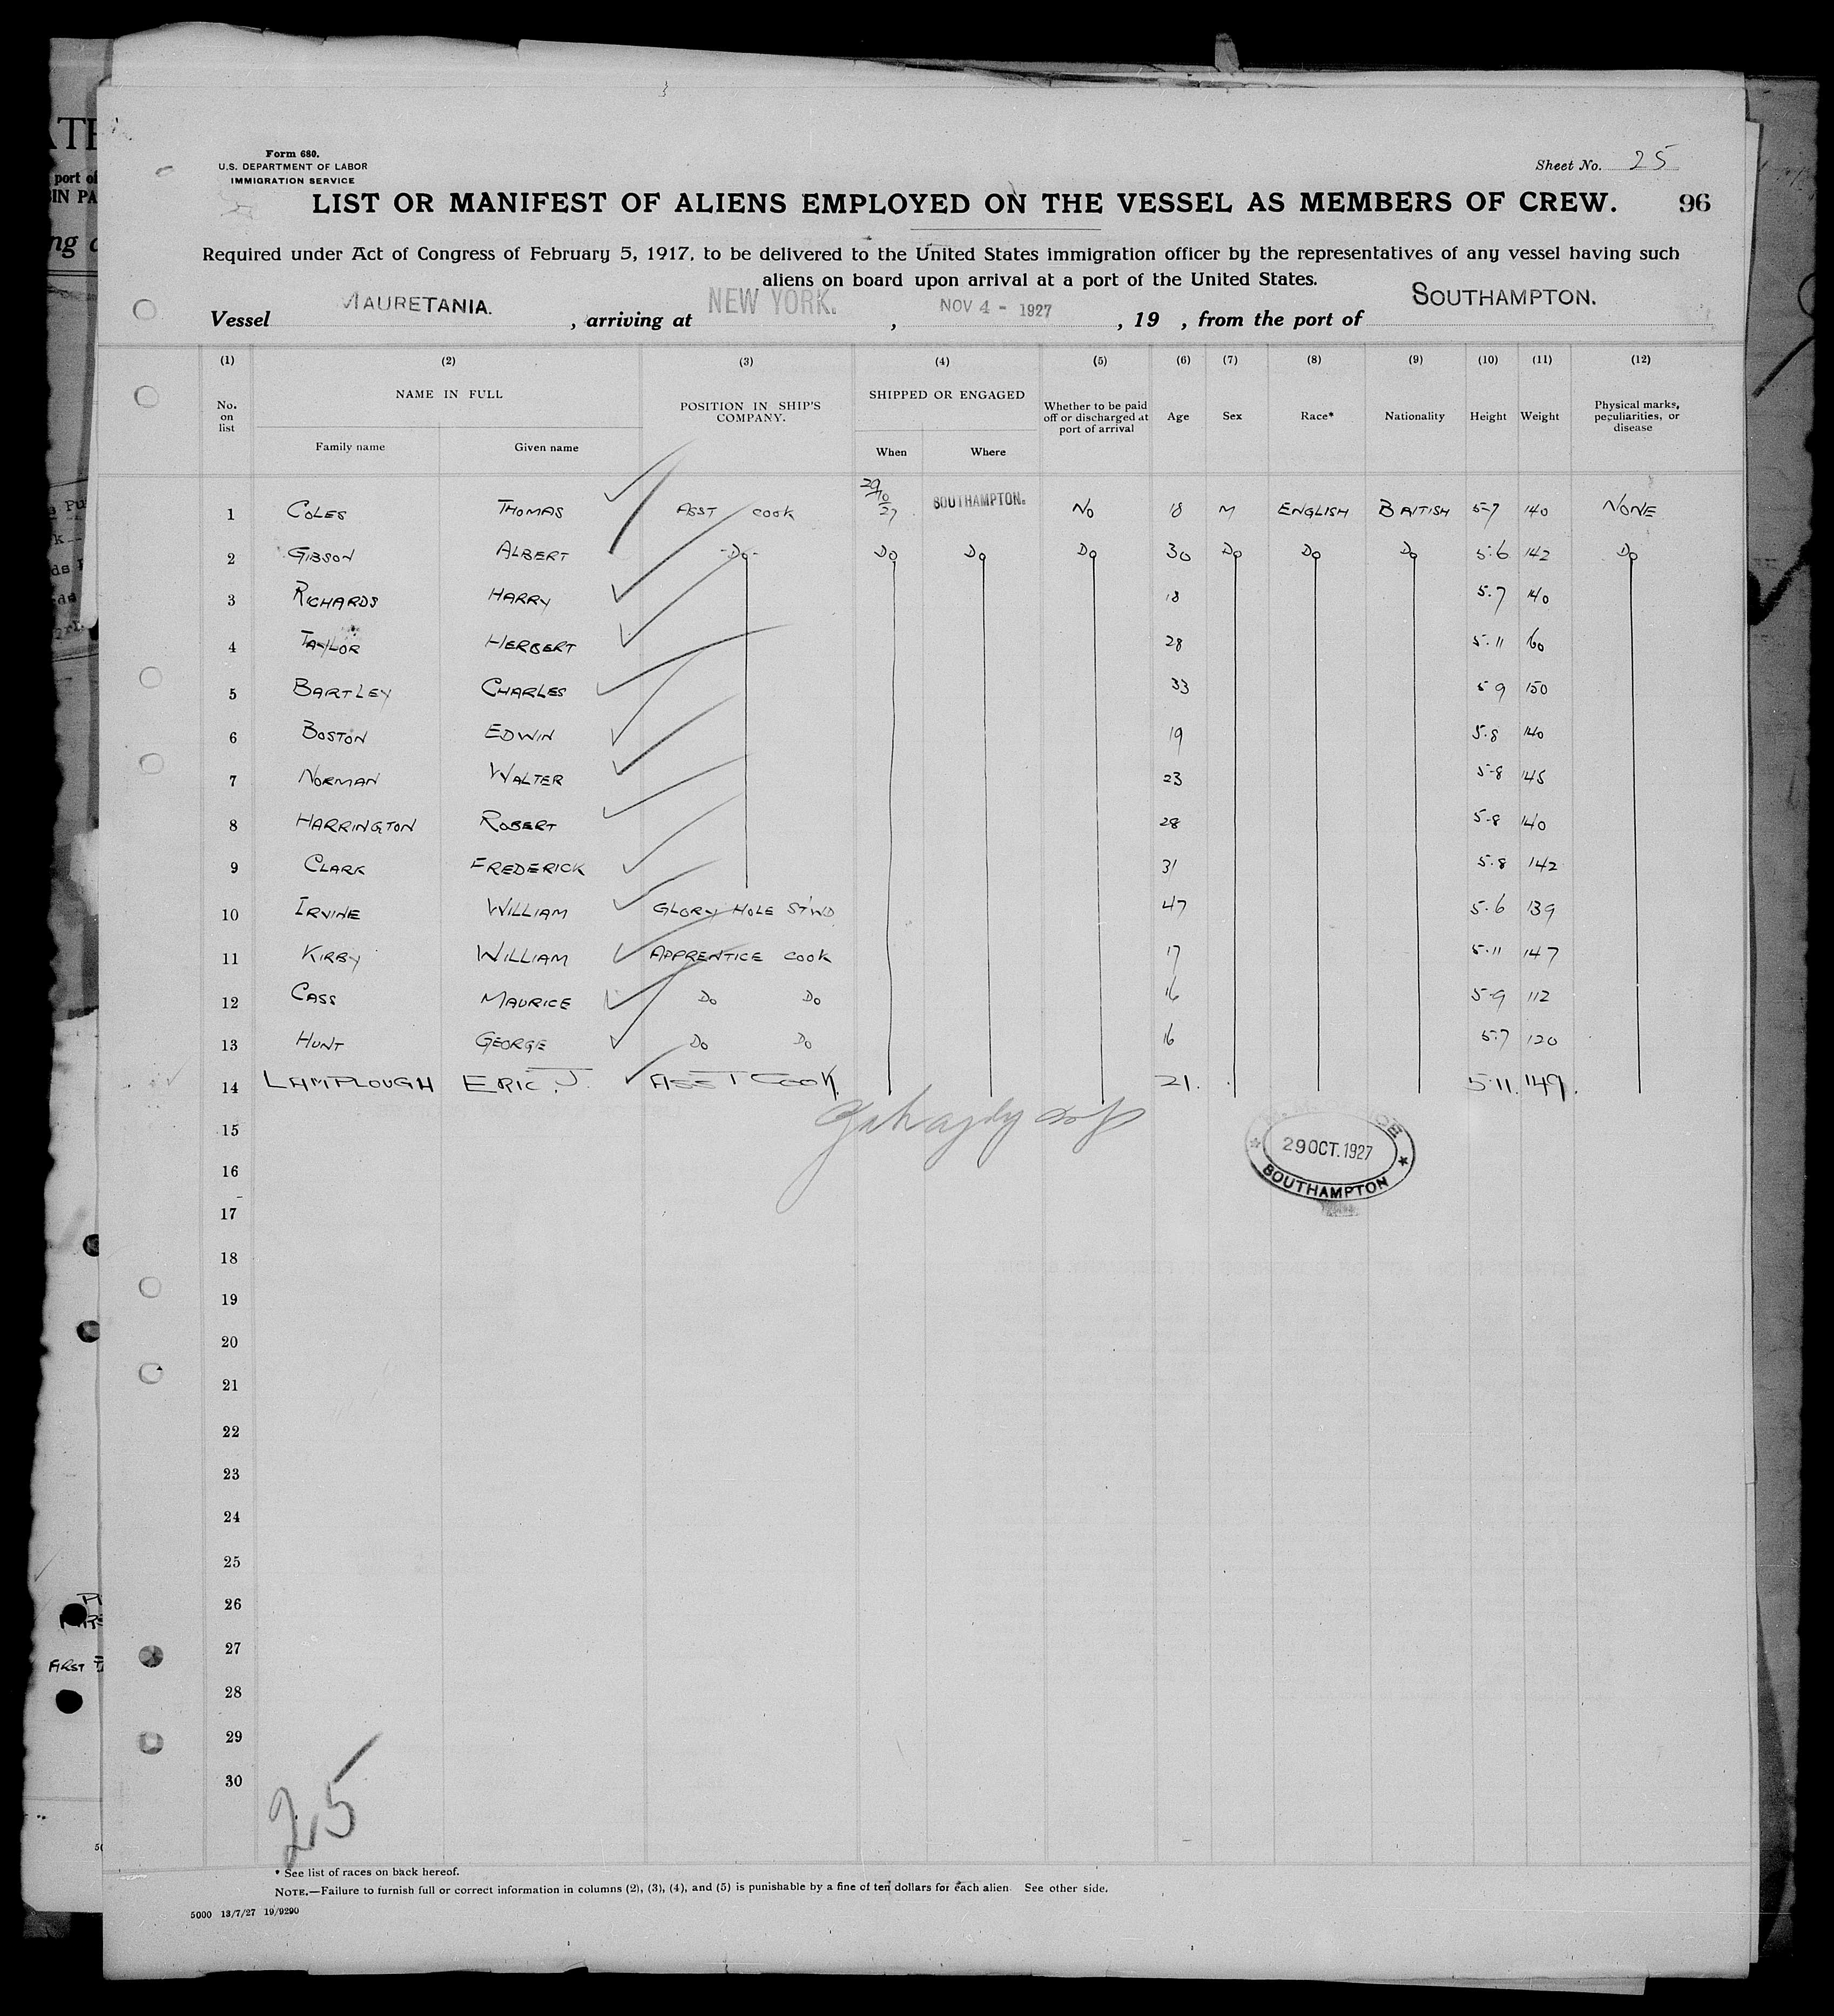 Form 680.
U.S. DEPARTMENT OF LABOR
IMMIGRATION SERVICE
Sheet No. 25
LIST OR MANIFEST OF ALIENS EMPLOYED ON THE VESSEL AS MEMBERS OF CREW. 96
Required under Act of Congress of February 5, 1917, to be delivered to the United States immigration officer by the representatives of any vessel having such
aliens on board upon arrival at a port of the United States.
Vessel MAURETANIA. , arriving at NEW YORK. , NOV 4 - 1927 , 19 , from the port of SOUTHAMPTON.
(1) (2) (3) (4) (5) (6) (7) (8) (9) (10) (11) (12)
No. on list NAME IN FULL Family name Given name POSITION IN SHIP'S COMPANY. SHIPPED OR ENGAGED When Where Whether to be paid off or discharged at port of arrival Age Sex Race* Nationality Height Weight Physical marks, peculiarities, or disease
1 COLES THOMAS ASST COOK 29/10/27 SOUTHAMPTON. NO 18 M ENGLISH BRITISH 5-7 140 NONE
2 GIBSON ALBERT -DO- DO DO DO 30 DO DO DO 5.6 142 DO
3 RICHARDS HARRY 18 5.7 140
4 TAYLOR HERBERT 28 5.11 160
5 BARTLEY CHARLES 33 5 9 150
6 BOSTON EDWIN 19 5.8 140
7 NORMAN WALTER 23 5-8 145
8 HARRINGTON ROBERT 28 5-8 140
9 CLARK FREDERICK 31 5.8 142
10 IRVINE WILLIAM GLORY HOLE ST'WD 47 5.6 139
11 KIRBY WILLIAM APPRENTICE COOK 17 5.11 147
12 CASS MAURICE DO DO 16 5-9 112
13 HUNT GEORGE DO DO 16 5.7 120
14 LAMPLOUGH ERIC J. ASST COOK. 21. 5.11. 149.
15
16
17
18
19
20
21
22
23
24
25
26
27
28
29
30
29 OCT. 1927
SOUTHAMPTON
25
* See list of races on back hereof.
NOTE.—Failure to furnish full or correct information in columns (2), (3), (4), and (5) is punishable by a fine of ten dollars for each alien. See other side.
5000 13/7/27 19/9290